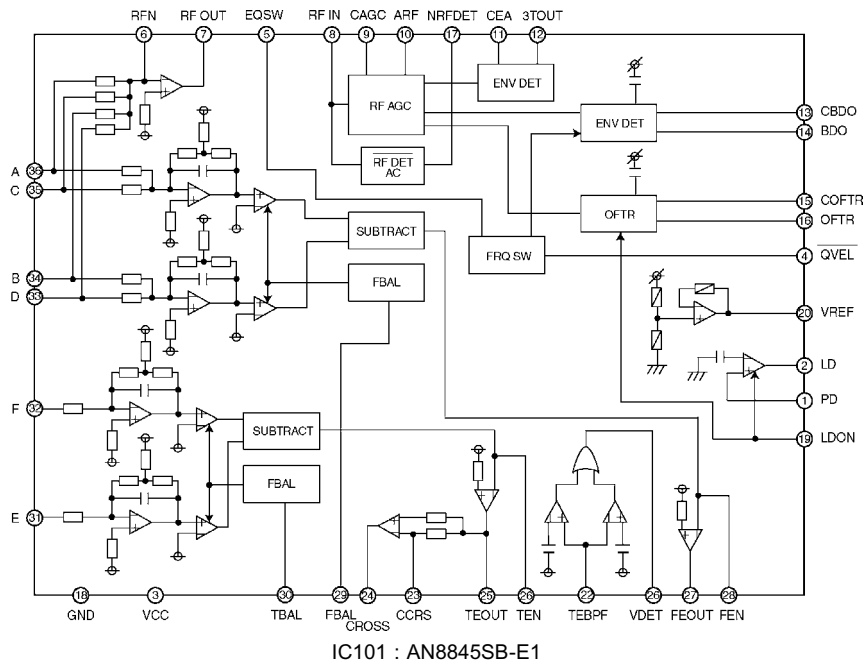 RFN RF OUT EQSW RF IN CAGC ARF NRFDET CEA 3TOUT
6 7 5 8 9 10 17 11 12
RF AGC
ENV DET
ENV DET
13 CBDO
14 BDO
RF DET
AC
A 36
C 35
OFTR
15 COFTR
16 OFTR
SUBTRACT
FRQ SW
4 QVEL
B 34
D 33
FBAL
20 VREF
2 LD
1 PD
F 32
SUBTRACT
19 LDON
FBAL
E 31
18 3 30 29 24 23 25 26 22 26 27 28
GND VCC TBAL FBAL CROSS CCRS TEOUT TEN TEBPF VDET FEOUT FEN
IC101 : AN8845SB-E1